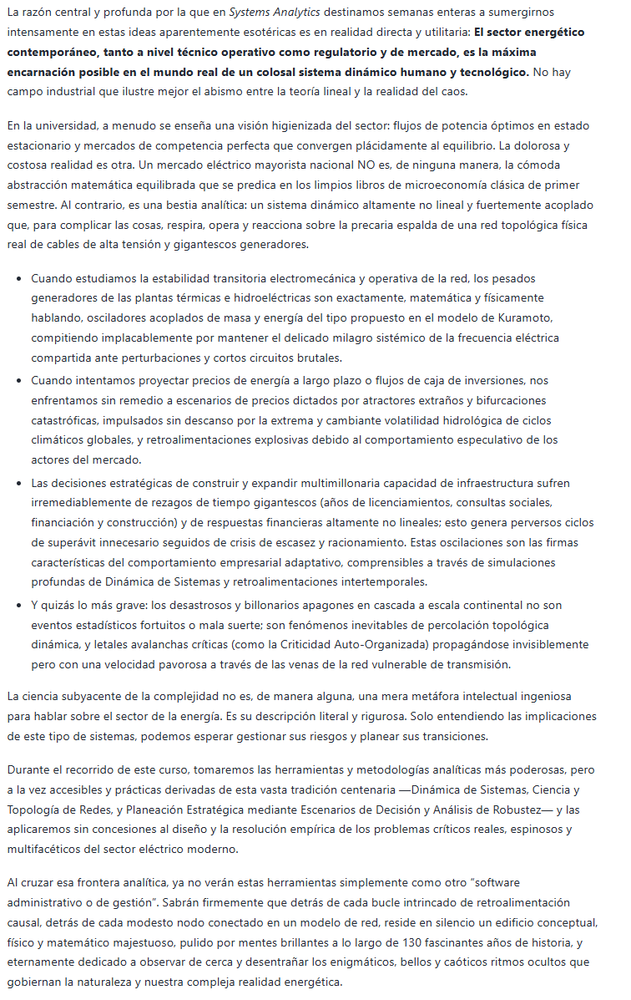 La razón central y profunda por la que en Systems Analytics destinamos semanas enteras a sumergirnos
intensamente en estas ideas aparentemente esotéricas es en realidad directa y utilitaria: El sector energético
contemporáneo, tanto a nivel técnico operativo como regulatorio y de mercado, es la máxima
encarnación posible en el mundo real de un colosal sistema dinámico humano y tecnológico. No hay
campo industrial que ilustre mejor el abismo entre la teoría lineal y la realidad del caos.
En la universidad, a menudo se enseña una visión higienizada del sector: flujos de potencia óptimos en estado
estacionario y mercados de competencia perfecta que convergen plácidamente al equilibrio. La dolorosa y
costosa realidad es otra. Un mercado eléctrico mayorista nacional NO es, de ninguna manera, la cómoda
abstracción matemática equilibrada que se predica en los limpios libros de microeconomía clásica de primer
semestre. Al contrario, es una bestia analítica: un sistema dinámico altamente no lineal y fuertemente acoplado
que, para complicar las cosas, respira, opera y reacciona sobre la precaria espalda de una red topológica física
real de cables de alta tensión y gigantescos generadores.
• Cuando estudiamos la estabilidad transitoria electromecánica y operativa de la red, los pesados
generadores de las plantas térmicas e hidroeléctricas son exactamente, matemática y físicamente
hablando, osciladores acoplados de masa y energía del tipo propuesto en el modelo de Kuramoto,
compitiendo implacablemente por mantener el delicado milagro sistémico de la frecuencia eléctrica
compartida ante perturbaciones y cortos circuitos brutales.
• Cuando intentamos proyectar precios de energía a largo plazo o flujos de caja de inversiones, nos
enfrentamos sin remedio a escenarios de precios dictados por atractores extraños y bifurcaciones
catastróficas, impulsados sin descanso por la extrema y cambiante volatilidad hidrológica de ciclos
climáticos globales, y retroalimentaciones explosivas debido al comportamiento especulativo de los
actores del mercado.
• Las decisiones estratégicas de construir y expandir multimillonaria capacidad de infraestructura sufren
irremediablemente de rezagos de tiempo gigantescos (años de licenciamientos, consultas sociales,
financiación y construcción) y de respuestas financieras altamente no lineales; esto genera perversos ciclos
de superávit innecesario seguidos de crisis de escasez y racionamiento. Estas oscilaciones son las firmas
características del comportamiento empresarial adaptativo, comprensibles a través de simulaciones
profundas de Dinámica de Sistemas y retroalimentaciones intertemporales.
• Y quizás lo más grave: los desastrosos y billonarios apagones en cascada a escala continental no son
eventos estadísticos fortuitos o mala suerte; son fenómenos inevitables de percolación topológica
dinámica, y letales avalanchas críticas (como la Criticidad Auto-Organizada) propagándose invisiblemente
pero con una velocidad pavorosa a través de las venas de la red vulnerable de transmisión.
La ciencia subyacente de la complejidad no es, de manera alguna, una mera metáfora intelectual ingeniosa
para hablar sobre el sector de la energía. Es su descripción literal y rigurosa. Solo entendiendo las implicaciones
de este tipo de sistemas, podemos esperar gestionar sus riesgos y planear sus transiciones.
Durante el recorrido de este curso, tomaremos las herramientas y metodologías analíticas más poderosas, pero
a la vez accesibles y prácticas derivadas de esta vasta tradición centenaria —Dinámica de Sistemas, Ciencia y
Topología de Redes, y Planeación Estratégica mediante Escenarios de Decisión y Análisis de Robustez— y las
aplicaremos sin concesiones al diseño y la resolución empírica de los problemas críticos reales, espinosos y
multifacéticos del sector eléctrico moderno.
Al cruzar esa frontera analítica, ya no verán estas herramientas simplemente como otro “software
administrativo o de gestión”. Sabrán firmemente que detrás de cada bucle intrincado de retroalimentación
causal, detrás de cada modesto nodo conectado en un modelo de red, reside en silencio un edificio conceptual,
físico y matemático majestuoso, pulido por mentes brillantes a lo largo de 130 fascinantes años de historia, y
eternamente dedicado a observar de cerca y desentrañar los enigmáticos, bellos y caóticos ritmos ocultos que
gobiernan la naturaleza y nuestra compleja realidad energética.